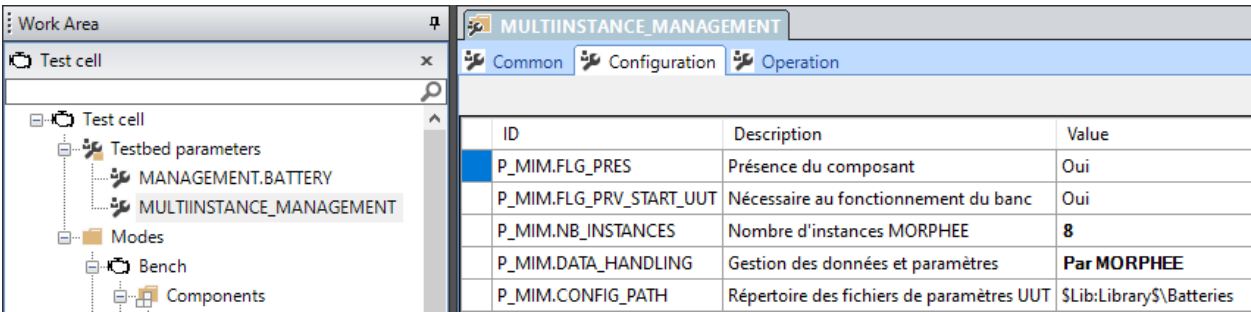 Work Area
Test cell
Test cell
Testbed parameters
MANAGEMENT.BATTERY
MULTIINSTANCE_MANAGEMENT
Modes
Bench
Components
MULTIINSTANCE_MANAGEMENT
Common Configuration Operation
ID Description Value
P_MIM.FLG_PRES Présence du composant Oui
P_MIM.FLG_PRV_START_UUT Nécessaire au fonctionnement du banc Oui
P_MIM.NB_INSTANCES Nombre d'instances MORPHEE 8
P_MIM.DATA_HANDLING Gestion des données et paramètres Par MORPHEE
P_MIM.CONFIG_PATH Répertoire des fichiers de paramètres UUT $Lib:Library$\Batteries